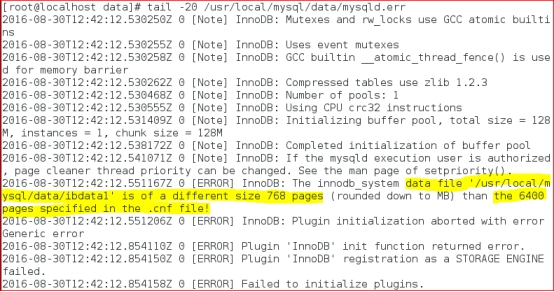 [root@localhost data]# tail -20 /usr/local/mysql/data/mysqld.err
2016-08-30T12:42:12.530250Z 0 [Note] InnoDB: Mutexes and rw_locks use GCC atomic builti
ns
2016-08-30T12:42:12.530255Z 0 [Note] InnoDB: Uses event mutexes
2016-08-30T12:42:12.530258Z 0 [Note] InnoDB: GCC builtin __atomic_thread_fence() is use
d for memory barrier
2016-08-30T12:42:12.530262Z 0 [Note] InnoDB: Compressed tables use zlib 1.2.3
2016-08-30T12:42:12.530468Z 0 [Note] InnoDB: Number of pools: 1
2016-08-30T12:42:12.530555Z 0 [Note] InnoDB: Using CPU crc32 instructions
2016-08-30T12:42:12.531409Z 0 [Note] InnoDB: Initializing buffer pool, total size = 128
M, instances = 1, chunk size = 128M
2016-08-30T12:42:12.538172Z 0 [Note] InnoDB: Completed initialization of buffer pool
2016-08-30T12:42:12.541071Z 0 [Note] InnoDB: If the mysqld execution user is authorized
, page cleaner thread priority can be changed. See the man page of setpriority().
2016-08-30T12:42:12.551167Z 0 [ERROR] InnoDB: The innodb_system data file '/usr/local/m
ysql/data/ibdata1' is of a different size 768 pages (rounded down to MB) than the 6400
pages specified in the .cnf file!
2016-08-30T12:42:12.551206Z 0 [ERROR] InnoDB: Plugin initialization aborted with error
Generic error
2016-08-30T12:42:12.854110Z 0 [ERROR] Plugin 'InnoDB' init function returned error.
2016-08-30T12:42:12.854150Z 0 [ERROR] Plugin 'InnoDB' registration as a STORAGE ENGINE
failed.
2016-08-30T12:42:12.854158Z 0 [ERROR] Failed to initialize plugins.